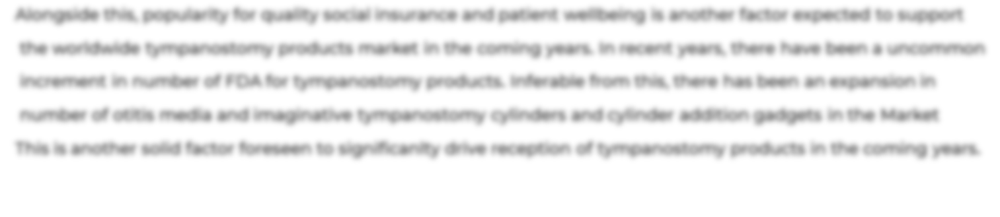 Alongside this, popularity for quality social insurance and patient wellbeing is another factor expected to support
the worldwide tympanostomy products market in the coming years. In recent years, there have been a uncommon
increment in number of FDA for tympanostomy products. Inferable from this, there has been an expansion in
number of otitis media and imaginative tympanostomy cylinders and cylinder addition gadgets in the Market
This is another solid factor foreseen to significanlty drive reception of tympanostomy products in the coming years.